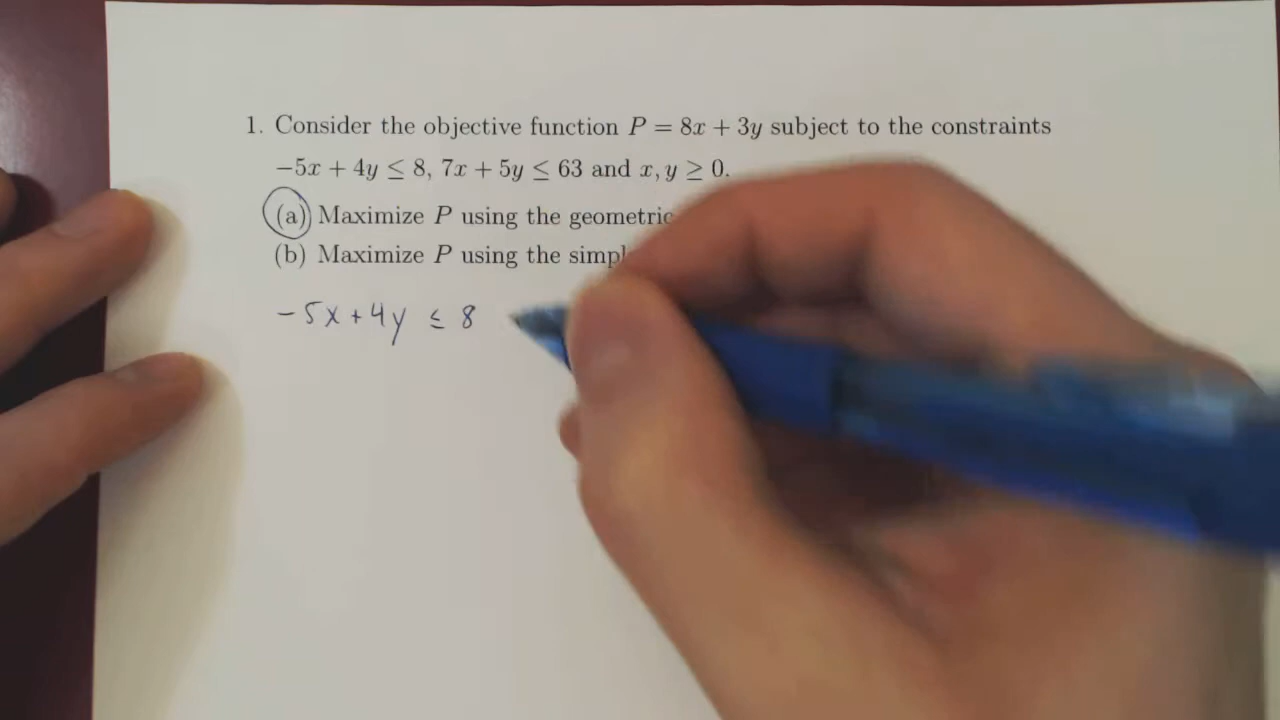 1. Consider the objective function P = 8x + 3y subject to the constraints
−5x + 4y ≤ 8, 7x + 5y ≤ 63 and x, y ≥ 0.
(a) Maximize P using the geometric
(b) Maximize P using the
-5x+4y ≤ 8